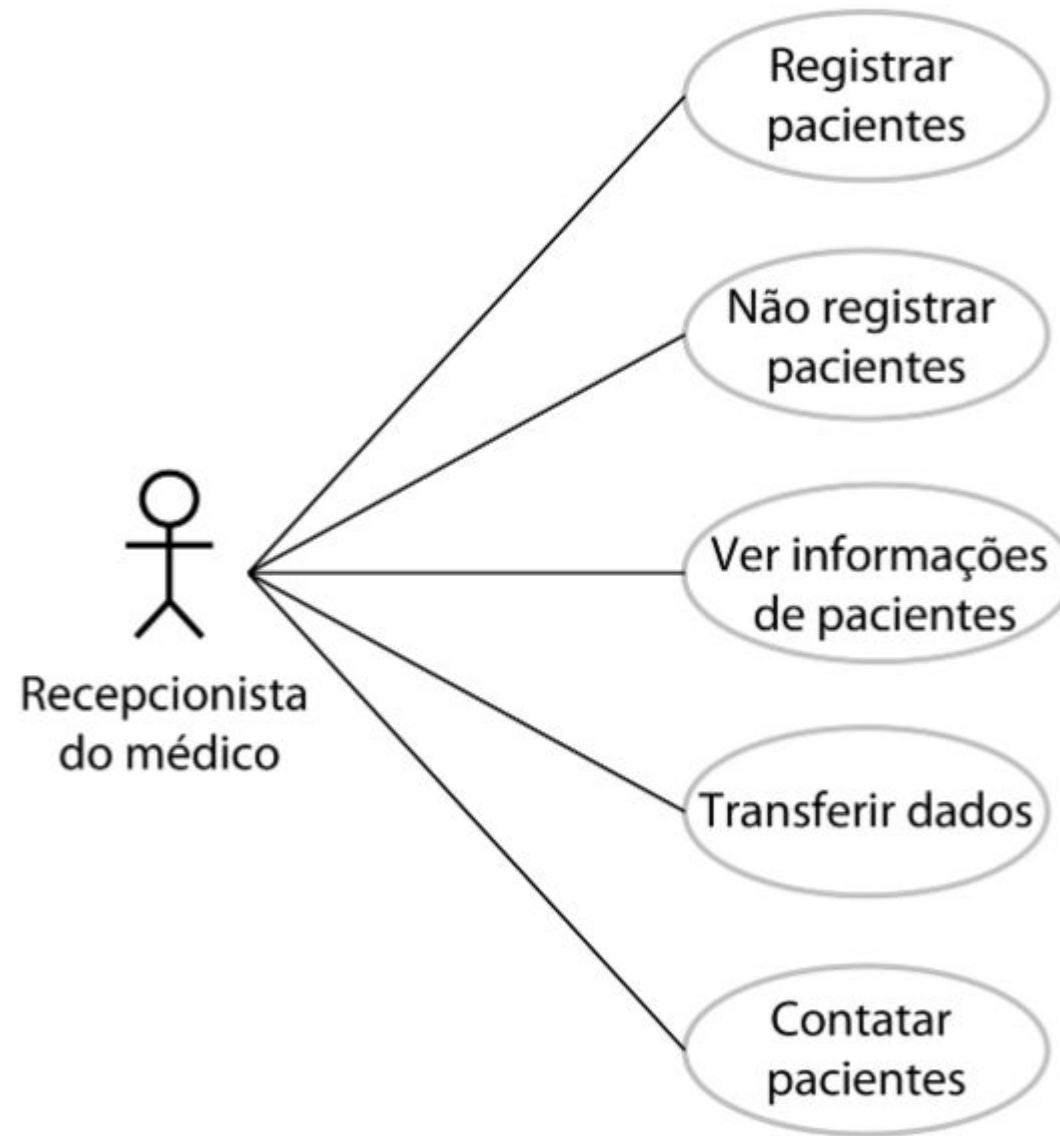 Registrar
pacientes
Não registrar
pacientes
Ver informações
de pacientes
Recepcionista
do médico
Transferir dados
Contatar
pacientes